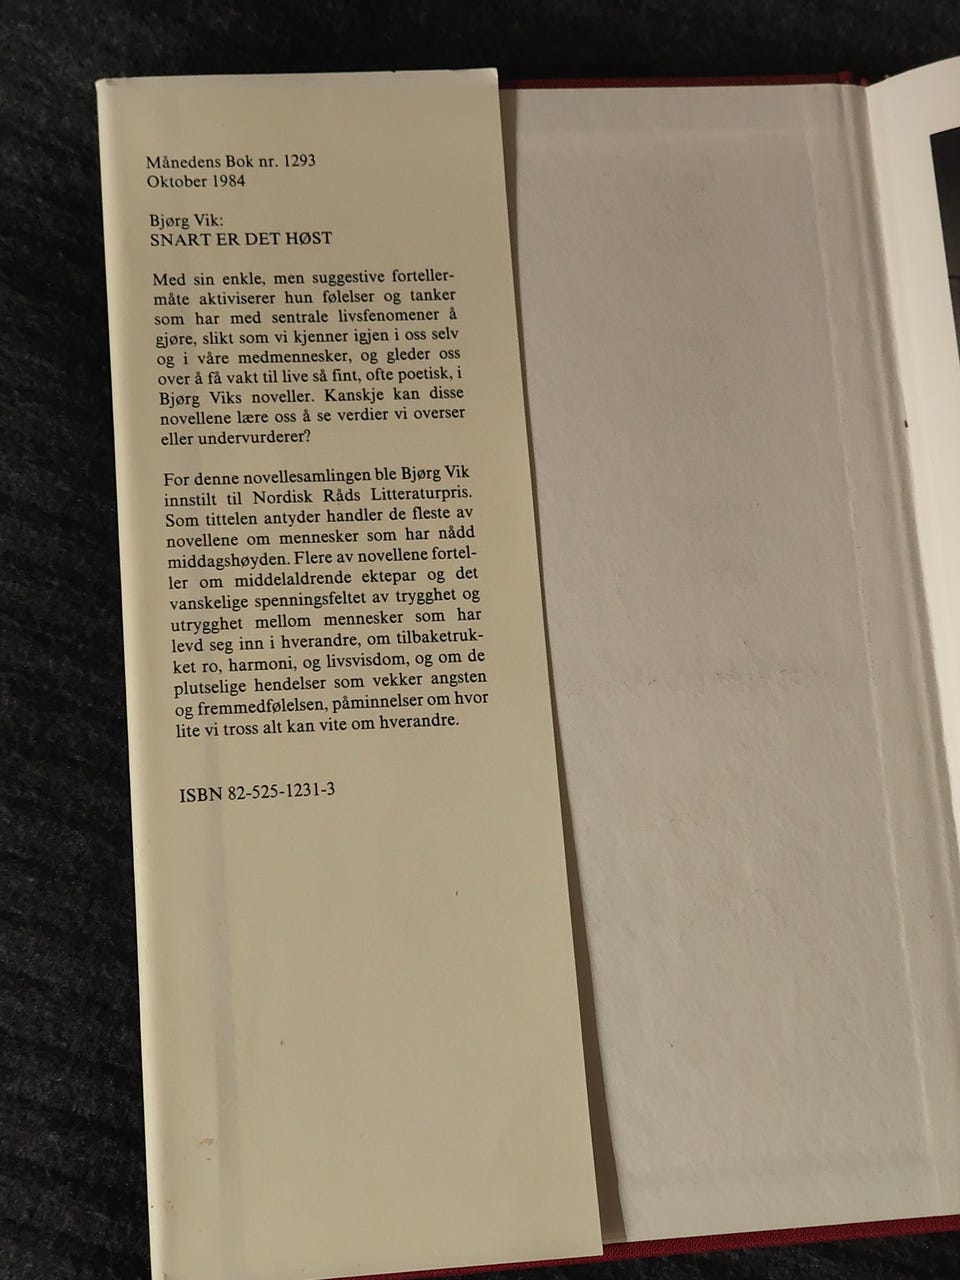 Månedens Bok nr. 1293
Oktober 1984
Bjørg Vik:
SNART ER DET HØST
Med sin enkle, men suggestive forteller-
måte aktiviserer hun følelser og tanker
som har med sentrale livsfenomener å
gjøre, slikt som vi kjenner igjen i oss selv
og i våre medmennesker, og gleder oss
over å få vakt til live så fint, ofte poetisk, i
Bjørg Viks noveller. Kanskje kan disse
novellene lære oss å se verdier vi overser
eller undervurderer?
For denne novellesamlingen ble Bjørg Vik
innstilt til Nordisk Råds Litteraturpris.
Som tittelen antyder handler de fleste av
novellene om mennesker som har nådd
middagshøyden. Flere av novellene fortel-
ler om middelaldrende ektepar og det
vanskelige spenningsfeltet av trygghet og
utrygghet mellom mennesker som har
levd seg inn i hverandre, om tilbaketruk-
ket ro, harmoni, og livsvisdom, og om de
plutselige hendelser som vekker angsten
og fremmedfølelsen, påminnelser om hvor
lite vi tross alt kan vite om hverandre.
ISBN 82-525-1231-3